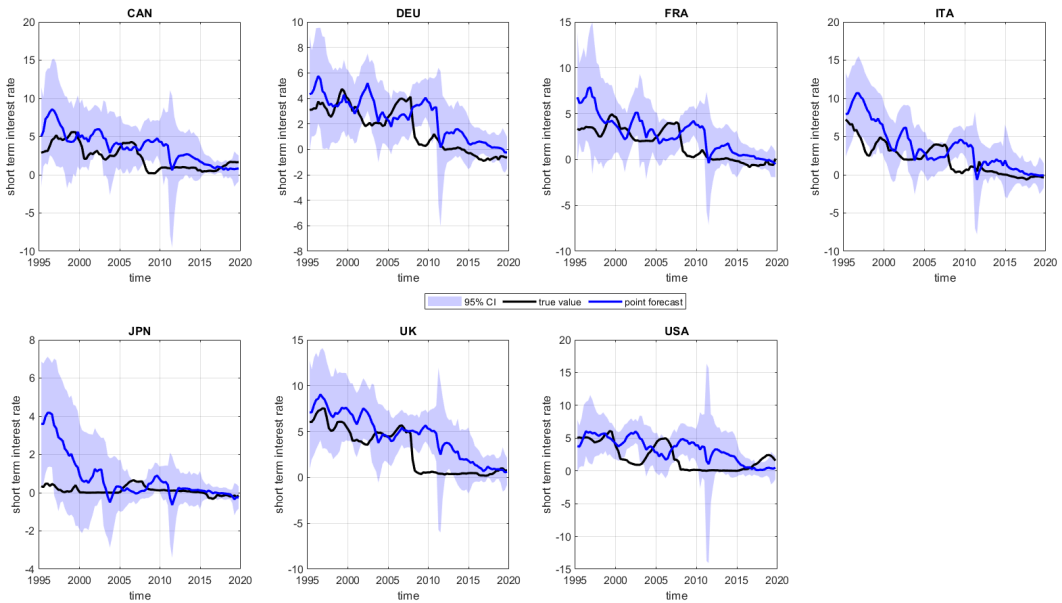 CAN
20
15
10
5
0
-5
-10
1995 2000 2005 2010 2015 2020
short term interest rate
time
DEU
10
8
6
4
2
0
-2
-4
-6
-8
1995 2000 2005 2010 2015 2020
short term interest rate
time
FRA
15
10
5
0
-5
-10
1995 2000 2005 2010 2015 2020
short term interest rate
time
ITA
20
15
10
5
0
-5
-10
1995 2000 2005 2010 2015 2020
short term interest rate
time
95% CI true value point forecast
JPN
8
6
4
2
0
-2
-4
1995 2000 2005 2010 2015 2020
short term interest rate
time
UK
15
10
5
0
-5
-10
1995 2000 2005 2010 2015 2020
short term interest rate
time
USA
20
15
10
5
0
-5
-10
-15
1995 2000 2005 2010 2015 2020
short term interest rate
time